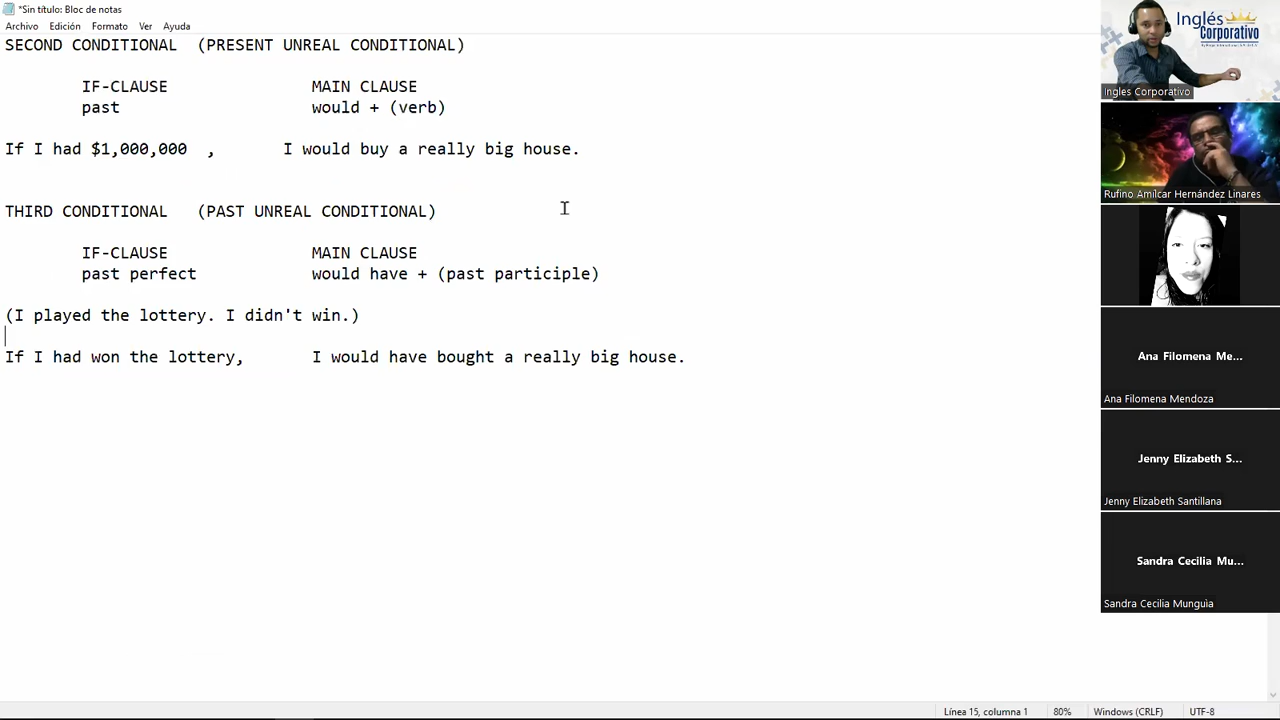 *Sin título: Bloc de notas
Archivo Edición Formato Ver Ayuda
SECOND CONDITIONAL (PRESENT UNREAL CONDITIONAL)
IF-CLAUSE MAIN CLAUSE
past would + (verb)
If I had $1,000,000 , I would buy a really big house.
THIRD CONDITIONAL (PAST UNREAL CONDITIONAL)
IF-CLAUSE MAIN CLAUSE
past perfect would have + (past participle)
(I played the lottery. I didn't win.)
If I had won the lottery, I would have bought a really big house.
Inglés
Corporativo
Ingles Corporativo
Rufino Amílcar Hernández Linares
Ana Filomena Me...
Ana Filomena Mendoza
Jenny Elizabeth S...
Jenny Elizabeth Santillana
Sandra Cecilia Mu...
Sandra Cecilia Munguìa
Línea 15, columna 1 80% Windows (CRLF) UTF-8